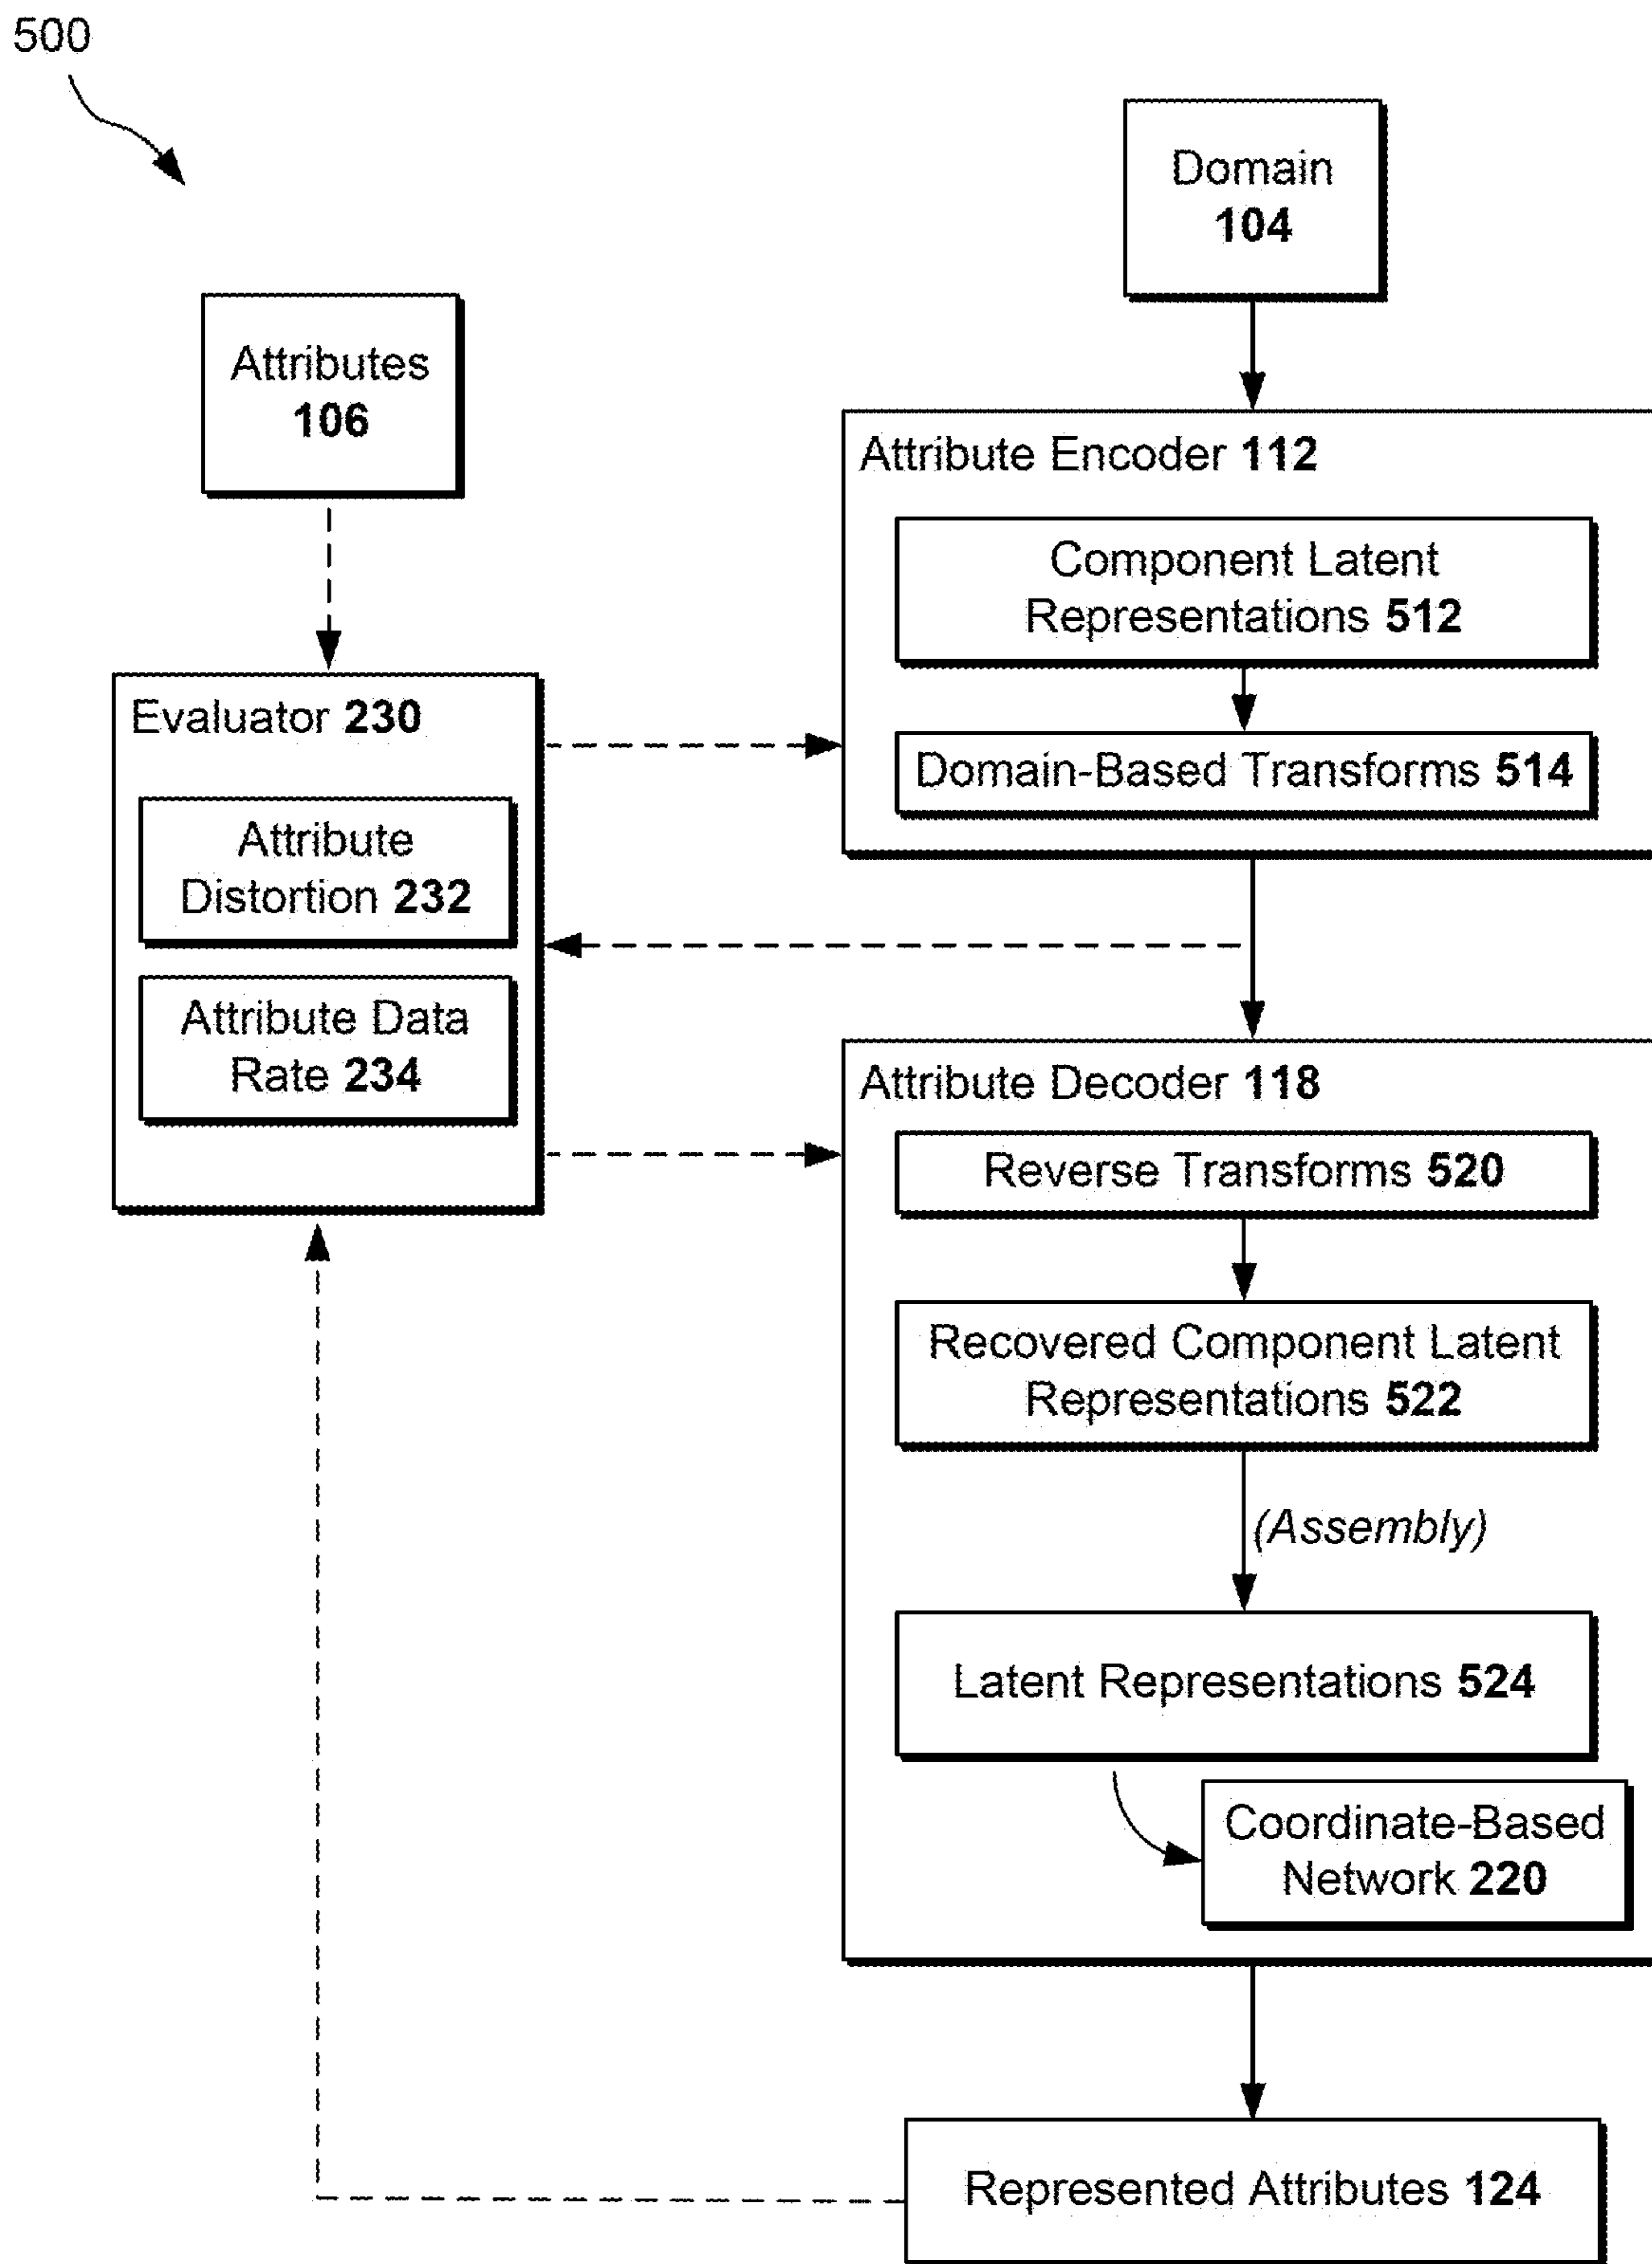 500
Domain
104
Attributes
106
Attribute Encoder 112
Component Latent
Representations 512
Domain-Based Transforms 514
Evaluator 230
Attribute
Distortion 232
Attribute Data
Rate 234
Attribute Decoder 118
Reverse Transforms 520
Recovered Component Latent
Representations 522
(Assembly)
Latent Representations 524
Coordinate-Based
Network 220
Represented Attributes 124